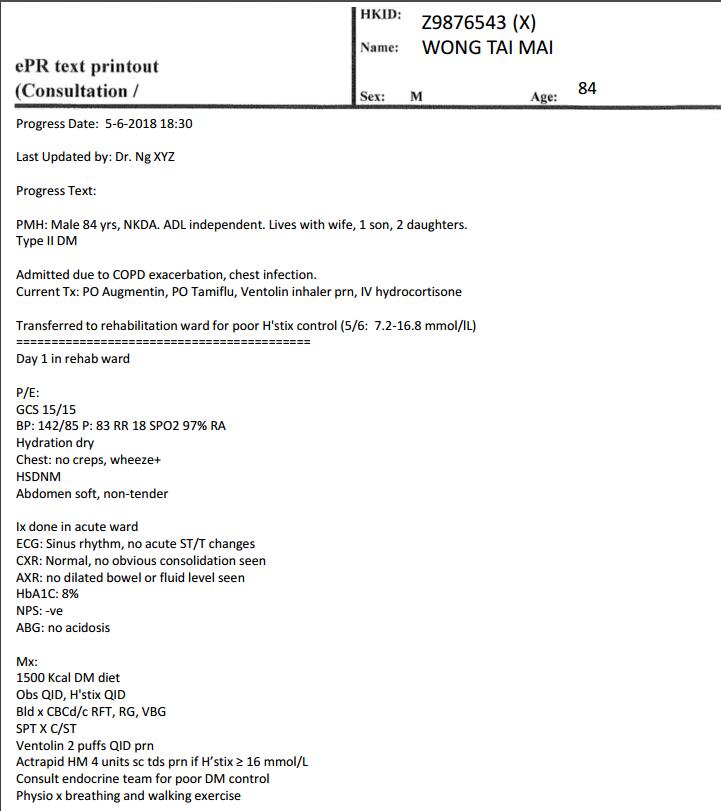 HKID: Z9876543 (X)
Name: WONG TAI MAI
ePR text printout
(Consultation /
Sex: M Age: 84
Progress Date: 5-6-2018 18:30
Last Updated by: Dr. Ng XYZ
Progress Text:
PMH: Male 84 yrs, NKDA. ADL independent. Lives with wife, 1 son, 2 daughters.
Type II DM
Admitted due to COPD exacerbation, chest infection.
Current Tx: PO Augmentin, PO Tamiflu, Ventolin inhaler prn, IV hydrocortisone
Transferred to rehabilitation ward for poor H'stix control (5/6: 7.2-16.8 mmol/lL)
==========================================
Day 1 in rehab ward
P/E:
GCS 15/15
BP: 142/85 P: 83 RR 18 SPO2 97% RA
Hydration dry
Chest: no creps, wheeze+
HSDNM
Abdomen soft, non-tender
Ix done in acute ward
ECG: Sinus rhythm, no acute ST/T changes
CXR: Normal, no obvious consolidation seen
AXR: no dilated bowel or fluid level seen
HbA1C: 8%
NPS: -ve
ABG: no acidosis
Mx:
1500 Kcal DM diet
Obs QID, H'stix QID
Bld x CBCd/c RFT, RG, VBG
SPT X C/ST
Ventolin 2 puffs QID prn
Actrapid HM 4 units sc tds prn if H’stix ≥ 16 mmol/L
Consult endocrine team for poor DM control
Physio x breathing and walking exercise